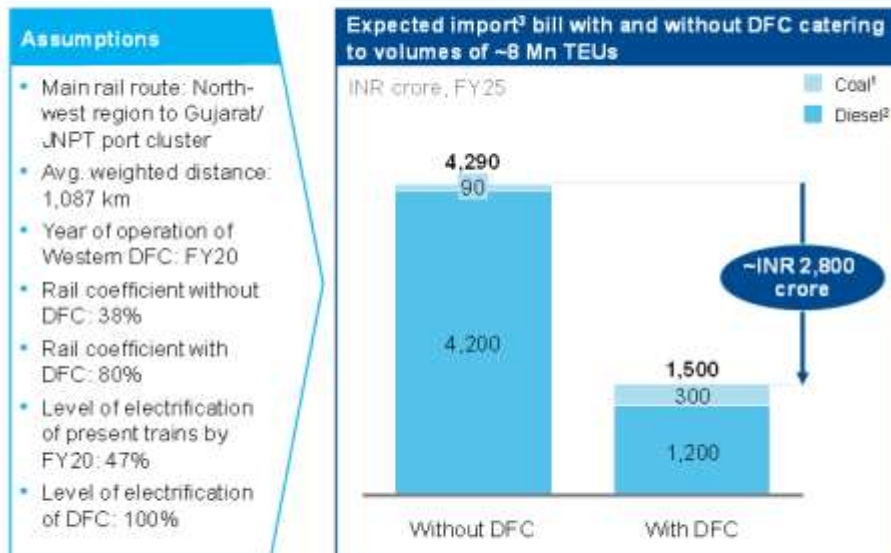 Assumptions
• Main rail route: North-
west region to Gujarat/
JNPT port cluster
• Avg. weighted distance:
1,087 km
• Year of operation of
Western DFC: FY20
• Rail coefficient without
DFC: 38%
• Rail coefficient with
DFC: 80%
• Level of electrification
of present trains by
FY20: 47%
• Level of electrification
of DFC: 100%
Expected import³ bill with and without DFC catering
to volumes of ~8 Mn TEUs
INR crore, FY25
Coal¹
Diesel²
4,290
90
4,200
~INR 2,800
crore
1,500
300
1,200
Without DFC
With DFC